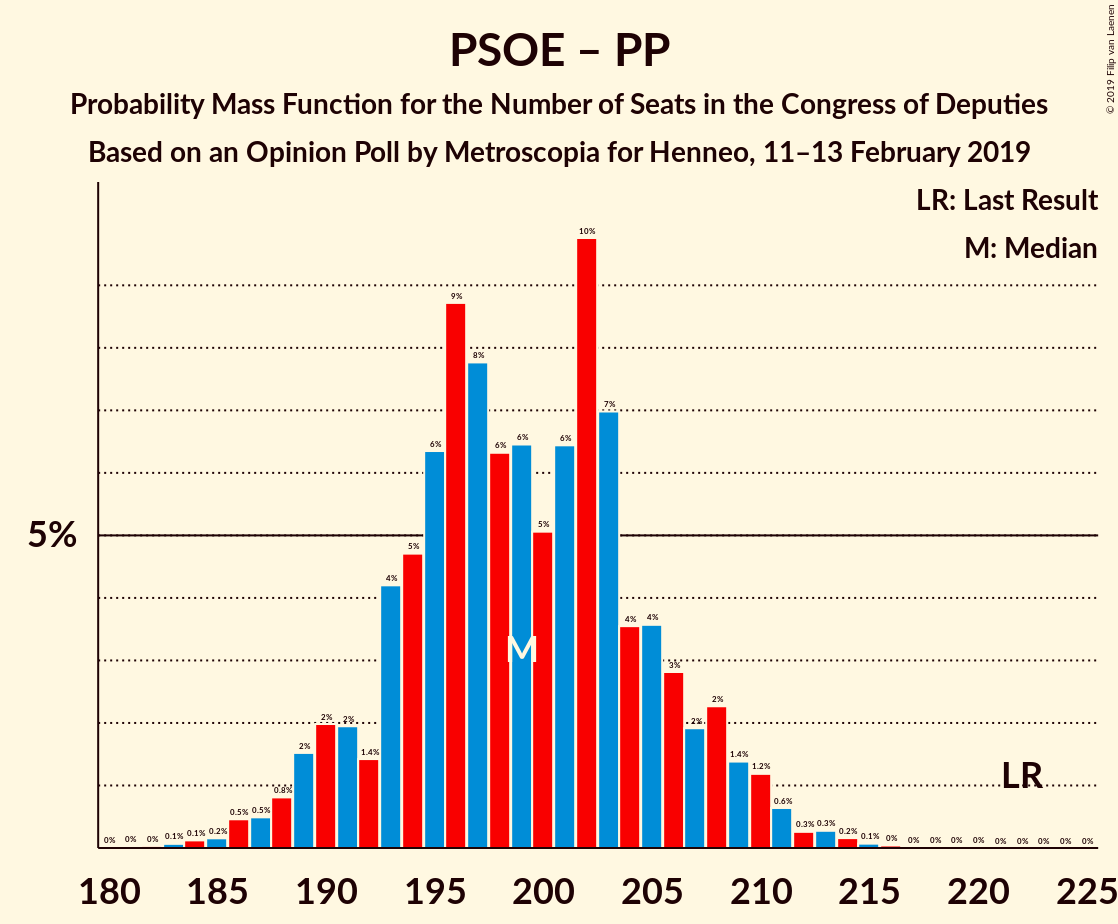 PSOE – PP
Probability Mass Function for the Number of Seats in the Congress of Deputies
Based on an Opinion Poll by Metroscopia for Henneo, 11–13 February 2019
© 2019 Filip van Laenen
LR: Last Result
M: Median
5%
0% 0% 0% 0.1% 0.1% 0.2% 0.5% 0.5% 0.8% 2% 2% 2% 1.4% 4% 5% 6% 9% 8% 6% 6% 5% 6% 10% 7% 4% 4% 3% 2% 2% 1.4% 1.2% 0.6% 0.3% 0.3% 0.2% 0.1% 0% 0% 0% 0% 0% 0% 0% 0% 0% 0%
M
LR
180 185 190 195 200 205 210 215 220 225